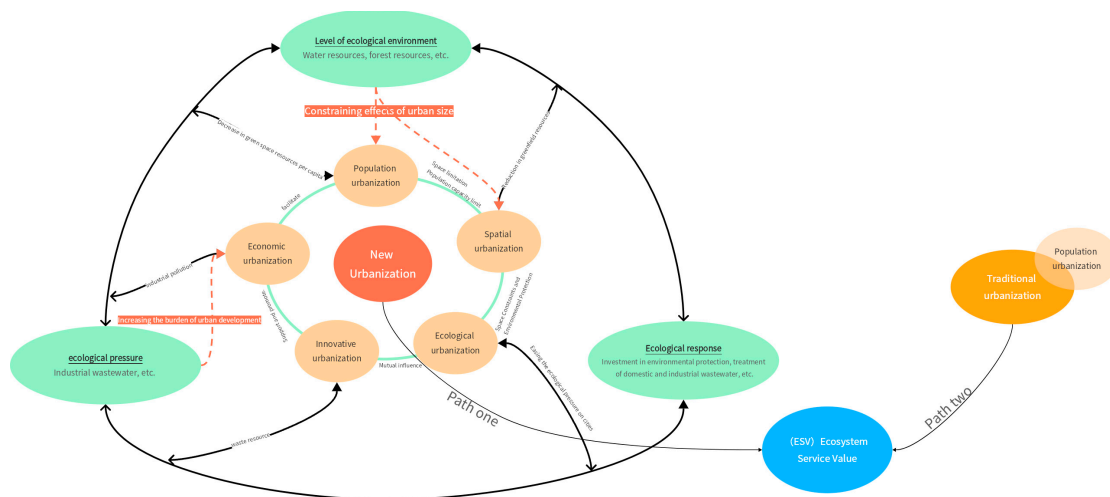 Level of ecological environment
Water resources, forest resources, etc.
Constraining effects of urban size
Decrease in green space resources per capita
Reduction in greenfield resources
Space limitation
Population capacity limit
Population
urbanization
facilitate
Economic
urbanization
New
Urbanization
Spatial
urbanization
Population
urbanization
Traditional
urbanization
industrial pollution
Increasing the burden of urban development
Support and promote
Space Constraints and
Environmental Protection
Innovative
urbanization
Ecological
urbanization
Mutual influence
ecological pressure
Industrial wastewater, etc.
Ecological response
Investment in environmental protection, treatment
of domestic and industrial wastewater, etc.
Easing the ecological pressure on cities
waste resource
Path one
Path two
（ESV）Ecosystem
Service Value